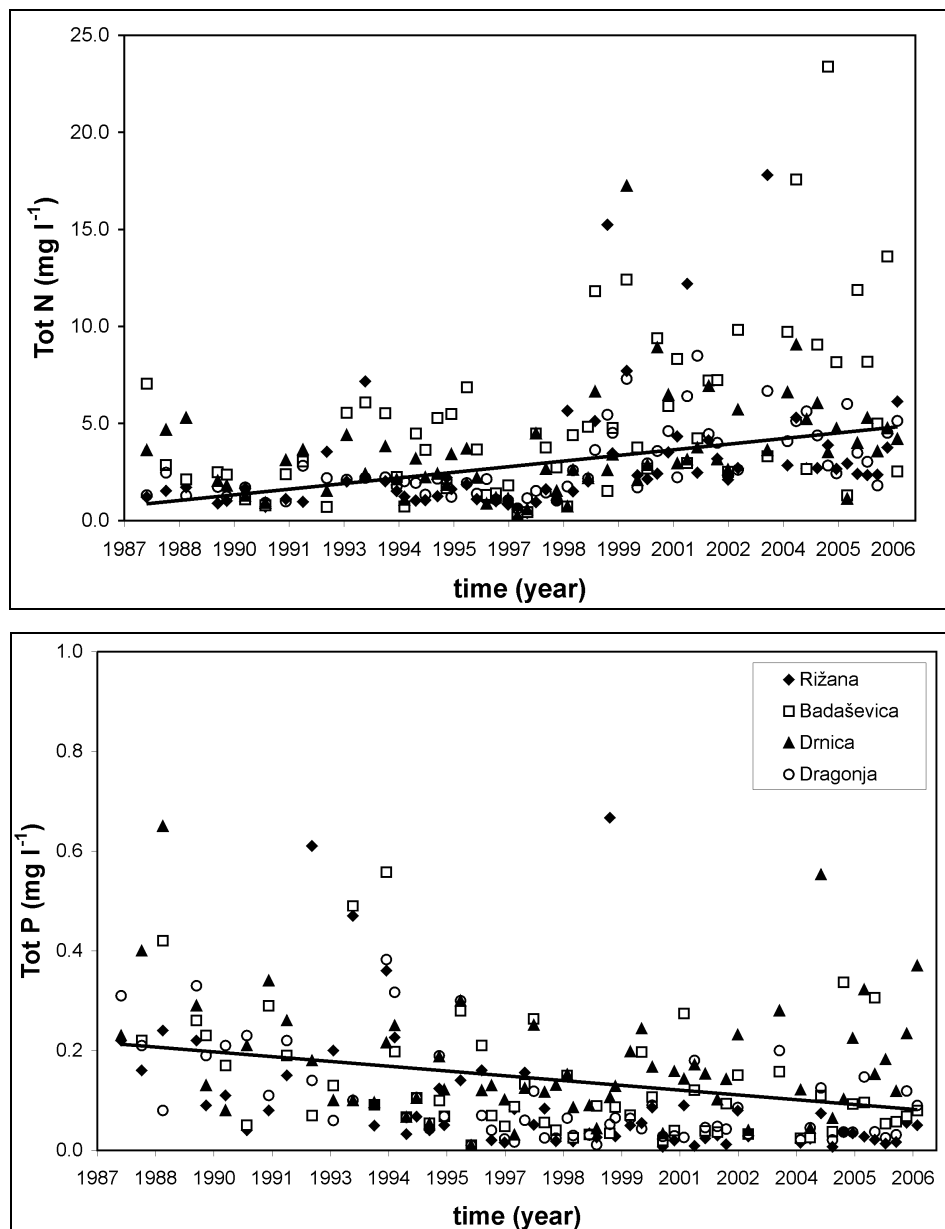 25.0
20.0
15.0
10.0
5.0
0.0
Tot N (mg l⁻¹)
1987 1988 1990 1991 1993 1994 1995 1997 1998 1999 2001 2002 2004 2005 2006
time (year)
1.0
0.8
0.6
0.4
0.2
0.0
Tot P (mg l⁻¹)
Rižana
Badaševica
Drnica
Dragonja
1987 1988 1990 1991 1993 1994 1995 1997 1998 1999 2001 2002 2004 2005 2006
time (year)